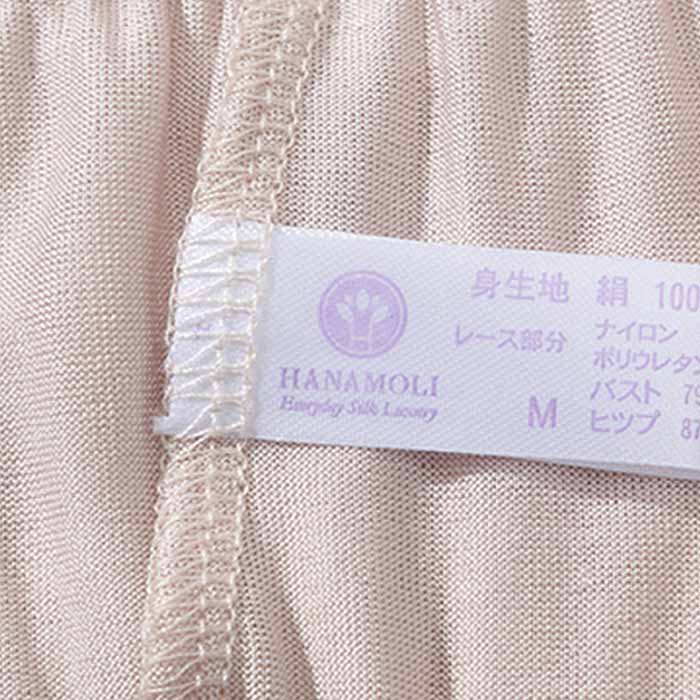 HANAMOLI
Everyday Silk Luxury
身生地 絹 100
レース部分 ナイロン
ポリウレタン
M バスト 79
ヒップ 87